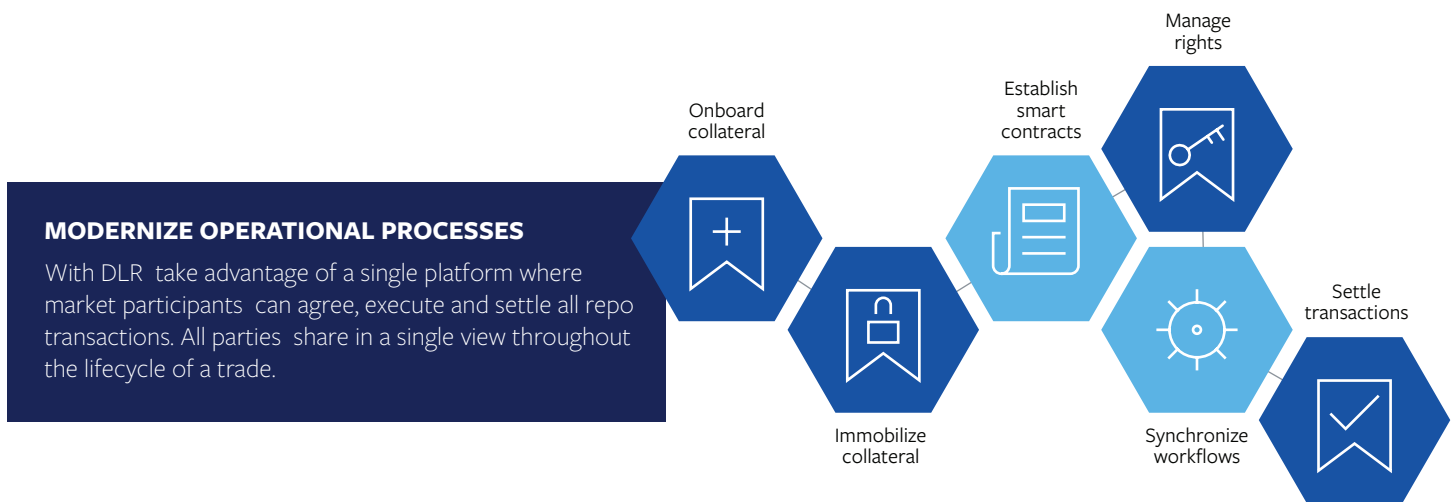 MODERNIZE OPERATIONAL PROCESSES
With DLR take advantage of a single platform where
market participants can agree, execute and settle all repo
transactions. All parties share in a single view throughout
the lifecycle of a trade.
Onboard
collateral
Immobilize
collateral
Establish
smart
contracts
Manage
rights
Synchronize
workflows
Settle
transactions